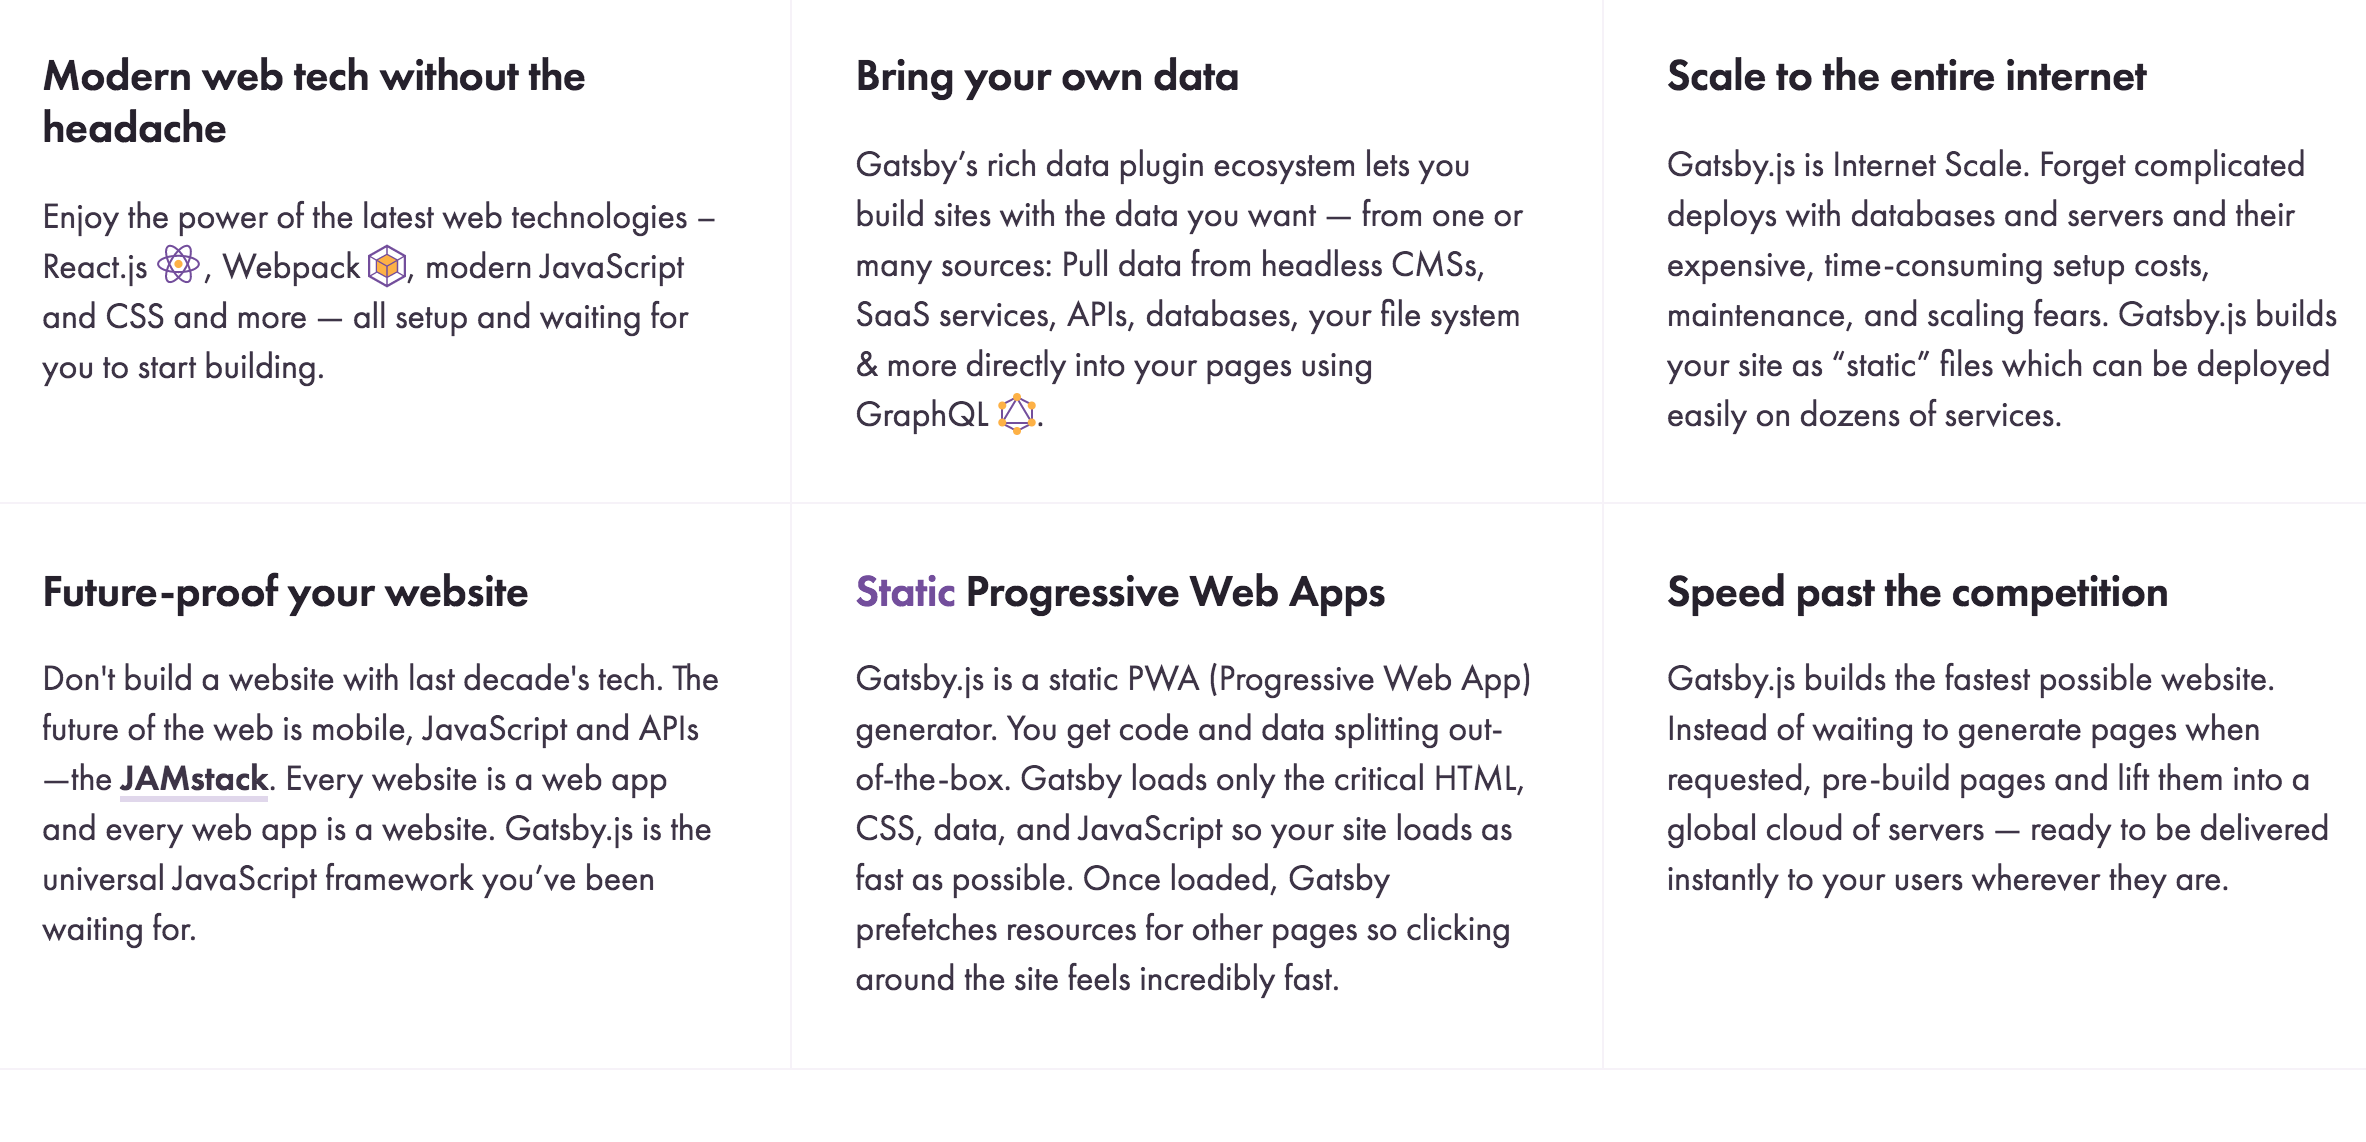 Modern web tech without the
headache
Enjoy the power of the latest web technologies –
React.js , Webpack , modern JavaScript
and CSS and more — all setup and waiting for
you to start building.
Bring your own data
Gatsby’s rich data plugin ecosystem lets you
build sites with the data you want — from one or
many sources: Pull data from headless CMSs,
SaaS services, APIs, databases, your file system
& more directly into your pages using
GraphQL .
Scale to the entire internet
Gatsby.js is Internet Scale. Forget complicated
deploys with databases and servers and their
expensive, time-consuming setup costs,
maintenance, and scaling fears. Gatsby.js builds
your site as “static” files which can be deployed
easily on dozens of services.
Future-proof your website
Don't build a website with last decade's tech. The
future of the web is mobile, JavaScript and APIs
—the JAMstack. Every website is a web app
and every web app is a website. Gatsby.js is the
universal JavaScript framework you’ve been
waiting for.
Static Progressive Web Apps
Gatsby.js is a static PWA (Progressive Web App)
generator. You get code and data splitting out-
of-the-box. Gatsby loads only the critical HTML,
CSS, data, and JavaScript so your site loads as
fast as possible. Once loaded, Gatsby
prefetches resources for other pages so clicking
around the site feels incredibly fast.
Speed past the competition
Gatsby.js builds the fastest possible website.
Instead of waiting to generate pages when
requested, pre-build pages and lift them into a
global cloud of servers — ready to be delivered
instantly to your users wherever they are.